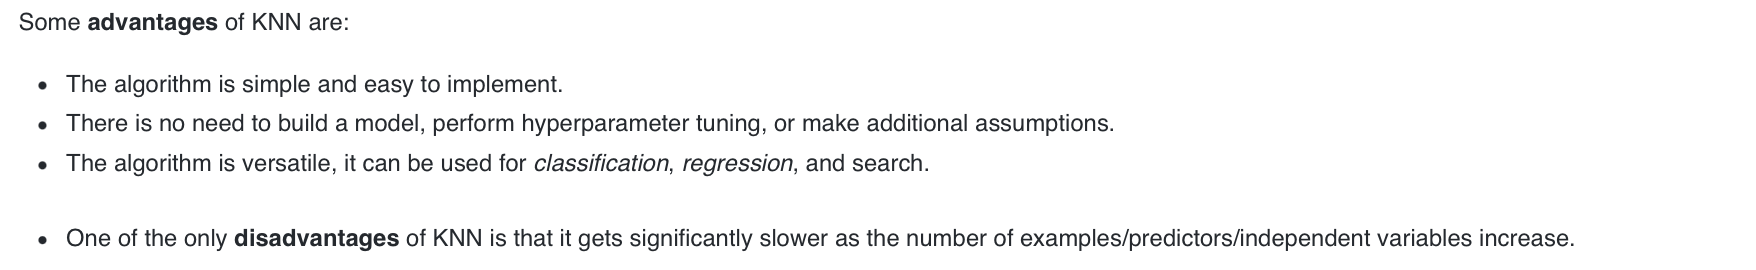 Some advantages of KNN are:
• The algorithm is simple and easy to implement.
• There is no need to build a model, perform hyperparameter tuning, or make additional assumptions.
• The algorithm is versatile, it can be used for classification, regression, and search.
• One of the only disadvantages of KNN is that it gets significantly slower as the number of examples/predictors/independent variables increase.